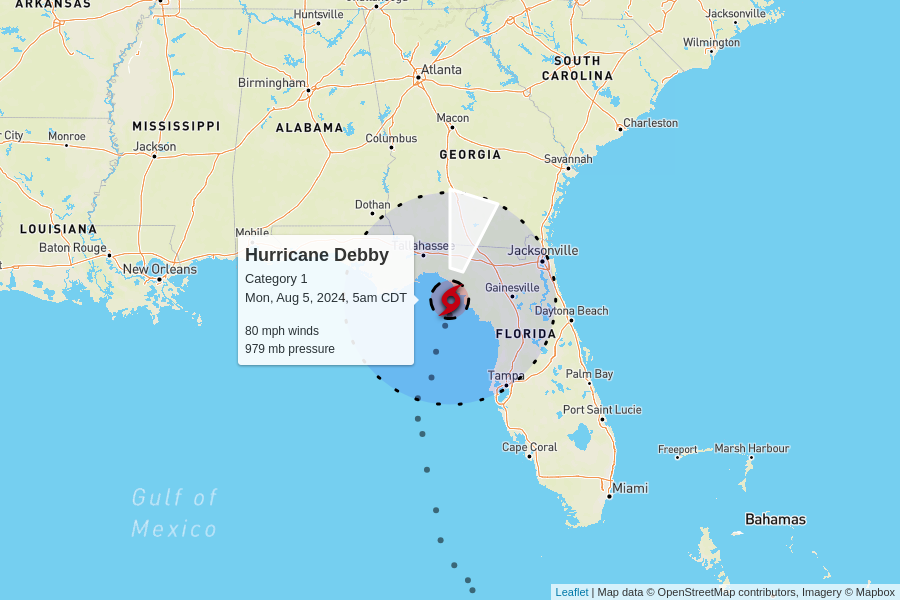 ARKANSAS
Huntsville
Jacksonville
Wilmington
Atlanta
SOUTH
CAROLINA
Birmingham
Macon
Charleston
MISSISSIPPI
ALABAMA
City
Monroe
Jackson
Columbus
GEORGIA
Savannah
Dothan
LOUISIANA
Mobile
Baton Rouge
Tallahassee
Jacksonville
New Orleans
Hurricane Debby
Category 1
Mon, Aug 5, 2024, 5am CDT
80 mph winds
979 mb pressure
Gainesville
Daytona Beach
FLORIDA
Tampa
Palm Bay
Port Saint Lucie
Cape Coral
Freeport
Marsh Harbour
Miami
Gulf of
Mexico
Bahamas
Leaflet | Map data © OpenStreetMap contributors, Imagery © Mapbox